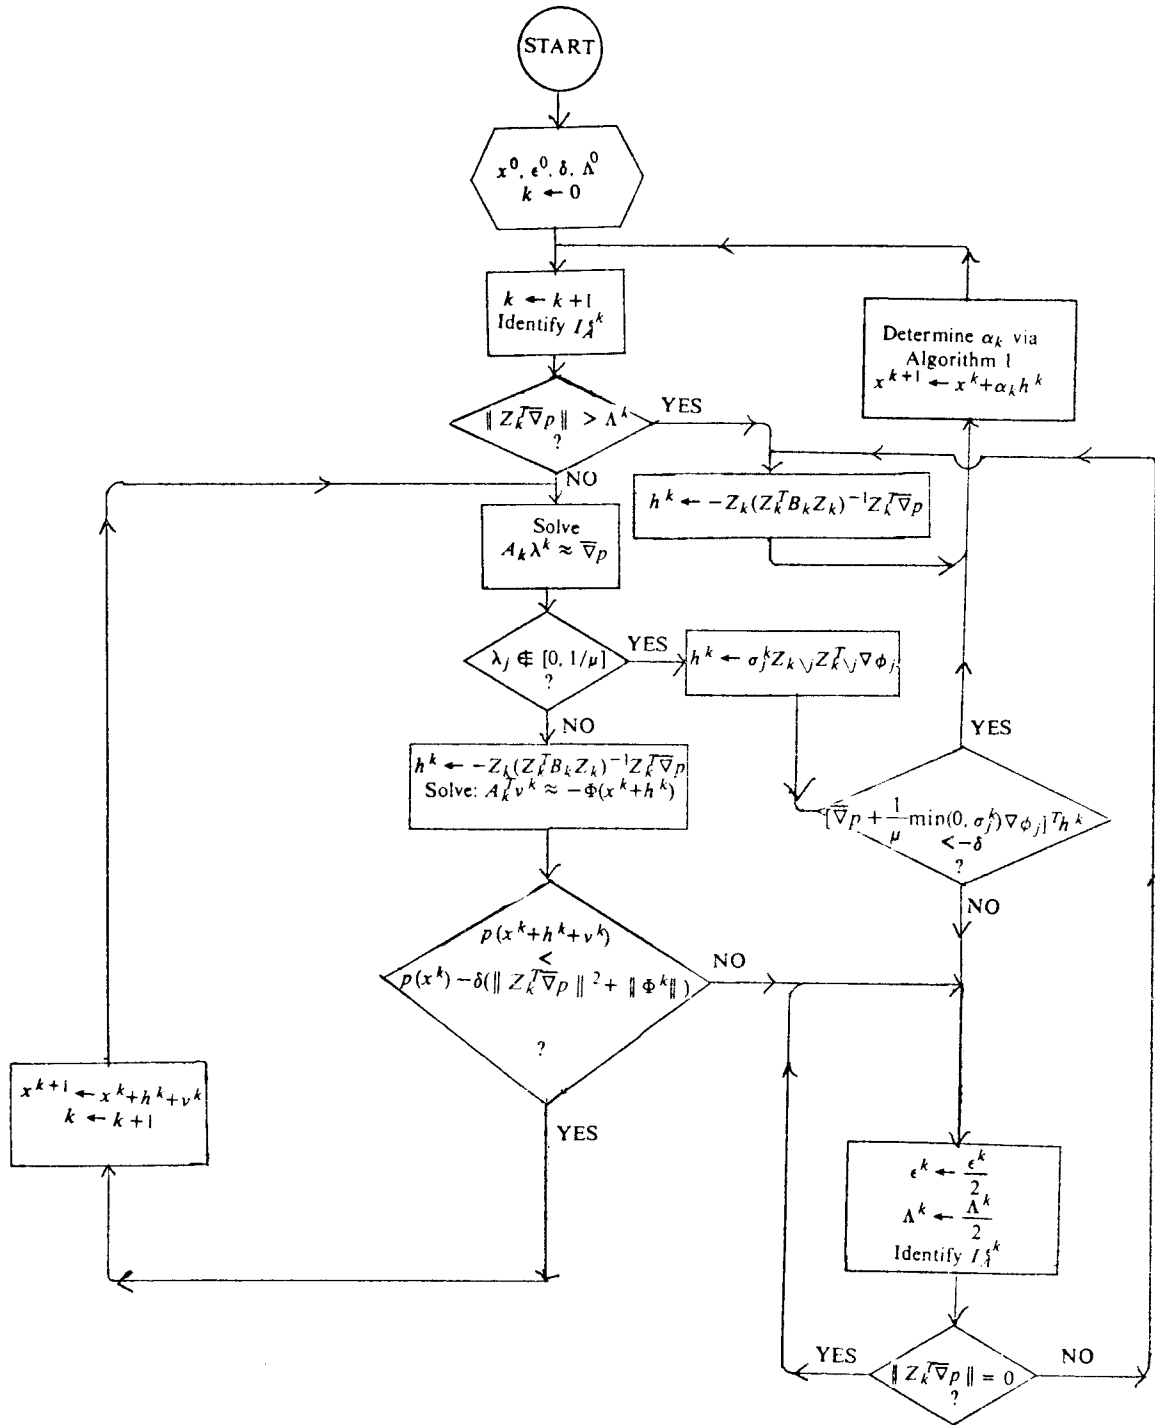 START
x⁰, ϵ⁰, δ, Λ⁰
k ← 0
k ← k+1
Identify I_A^{ϵ^k}
Determine α_k via
Algorithm 1
x^{k+1} ← x^k + α_k h^k
‖ Z_k^T ∇̅p ‖ > Λ^k
?
YES
NO
h^k ← −Z_k(Z_k^T B_k Z_k)^{−1} Z_k^T ∇̅p
Solve
A_k λ^k ≈ ∇̅p
λ_j ∉ [0, 1/μ]
?
YES
h^k ← σ_j^k Z_{k\j} Z_{k\j}^T ∇φ_j
NO
h^k ← −Z_k(Z_k^T B_k Z_k)^{−1} Z_k^T ∇̅p
Solve: A_k^T v^k ≈ −Φ(x^k+h^k)
YES
[∇̅p + 1/μ min(0, σ_j^k)∇φ_j]^T h^k
< −δ
?
NO
p(x^k+h^k+v^k)
<
p(x^k) − δ(‖ Z_k^T ∇̅p ‖² + ‖ Φ^k ‖)
?
NO
YES
x^{k+1} ← x^k+h^k+v^k
k ← k+1
ϵ^k ← ϵ^k/2
Λ^k ← Λ^k/2
Identify I_A^{ϵ^k}
YES
‖ Z_k^T ∇̅p ‖ = 0
?
NO